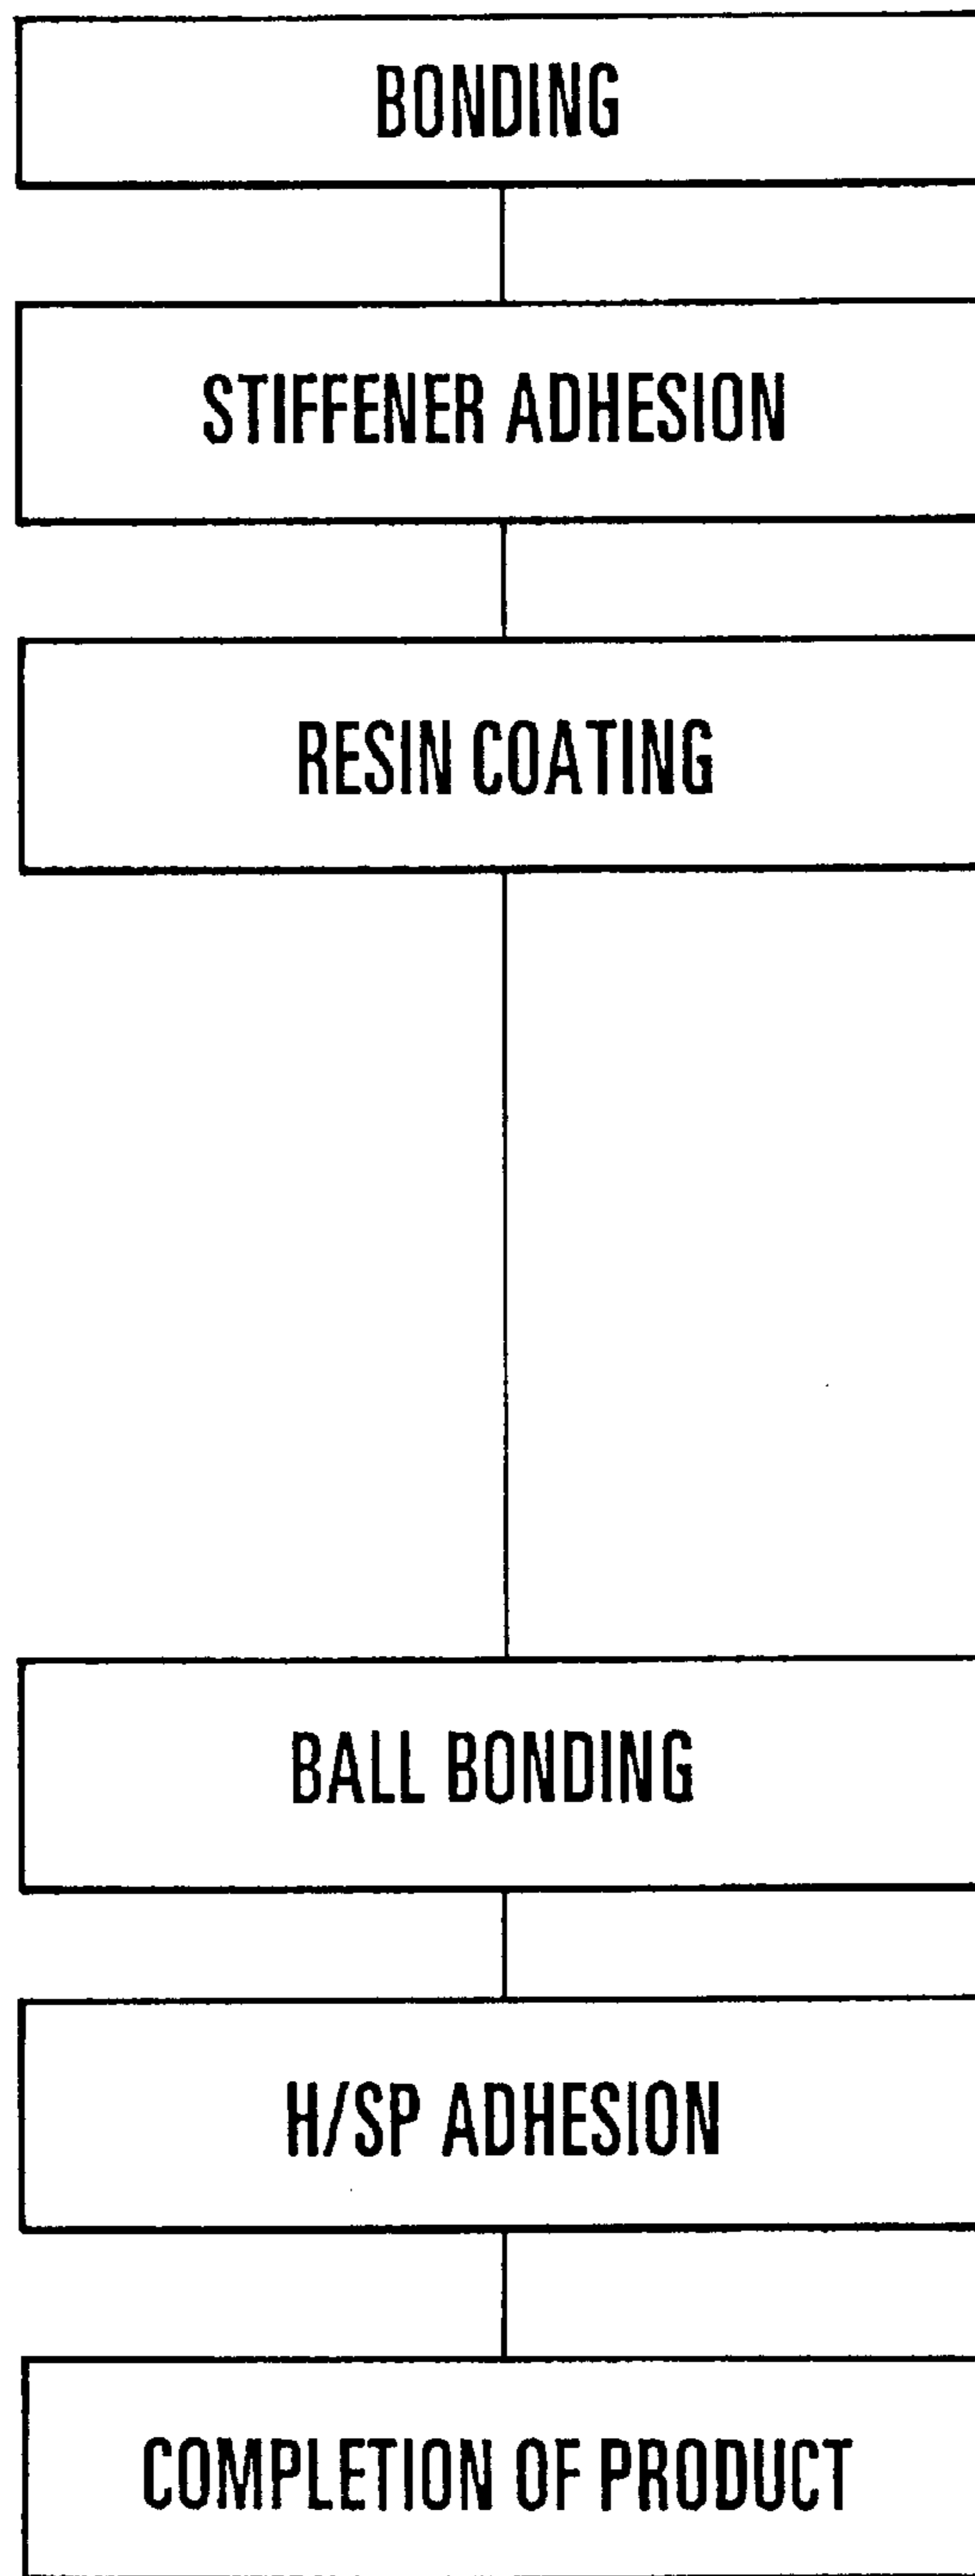 BONDING
STIFFENER ADHESION
RESIN COATING
BALL BONDING
H/SP ADHESION
COMPLETION OF PRODUCT